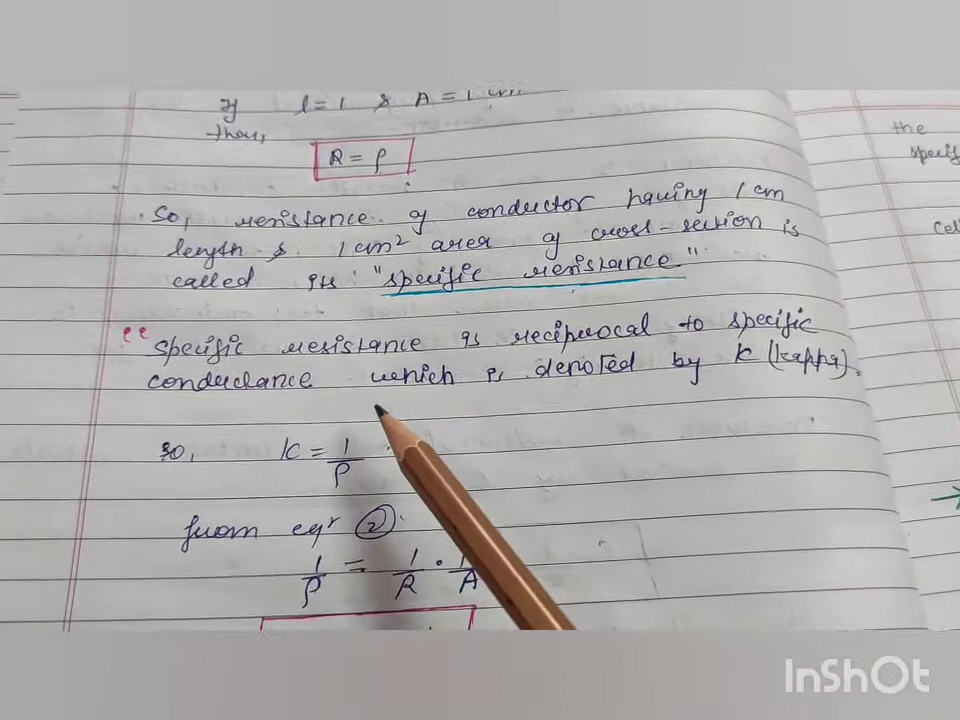 If l = 1 & A = 1
then,
R = ρ
the
specif
So, resistance of conductor having 1 cm
length & 1 cm² area of cross-section is
called as "specific resistance"
Cel
Specific resistance is reciprocal to specific
conductance which is denoted by K (kappa).
so, K = 1/ρ
from eqⁿ ②
1/ρ = 1/R · 1/A
InShOt